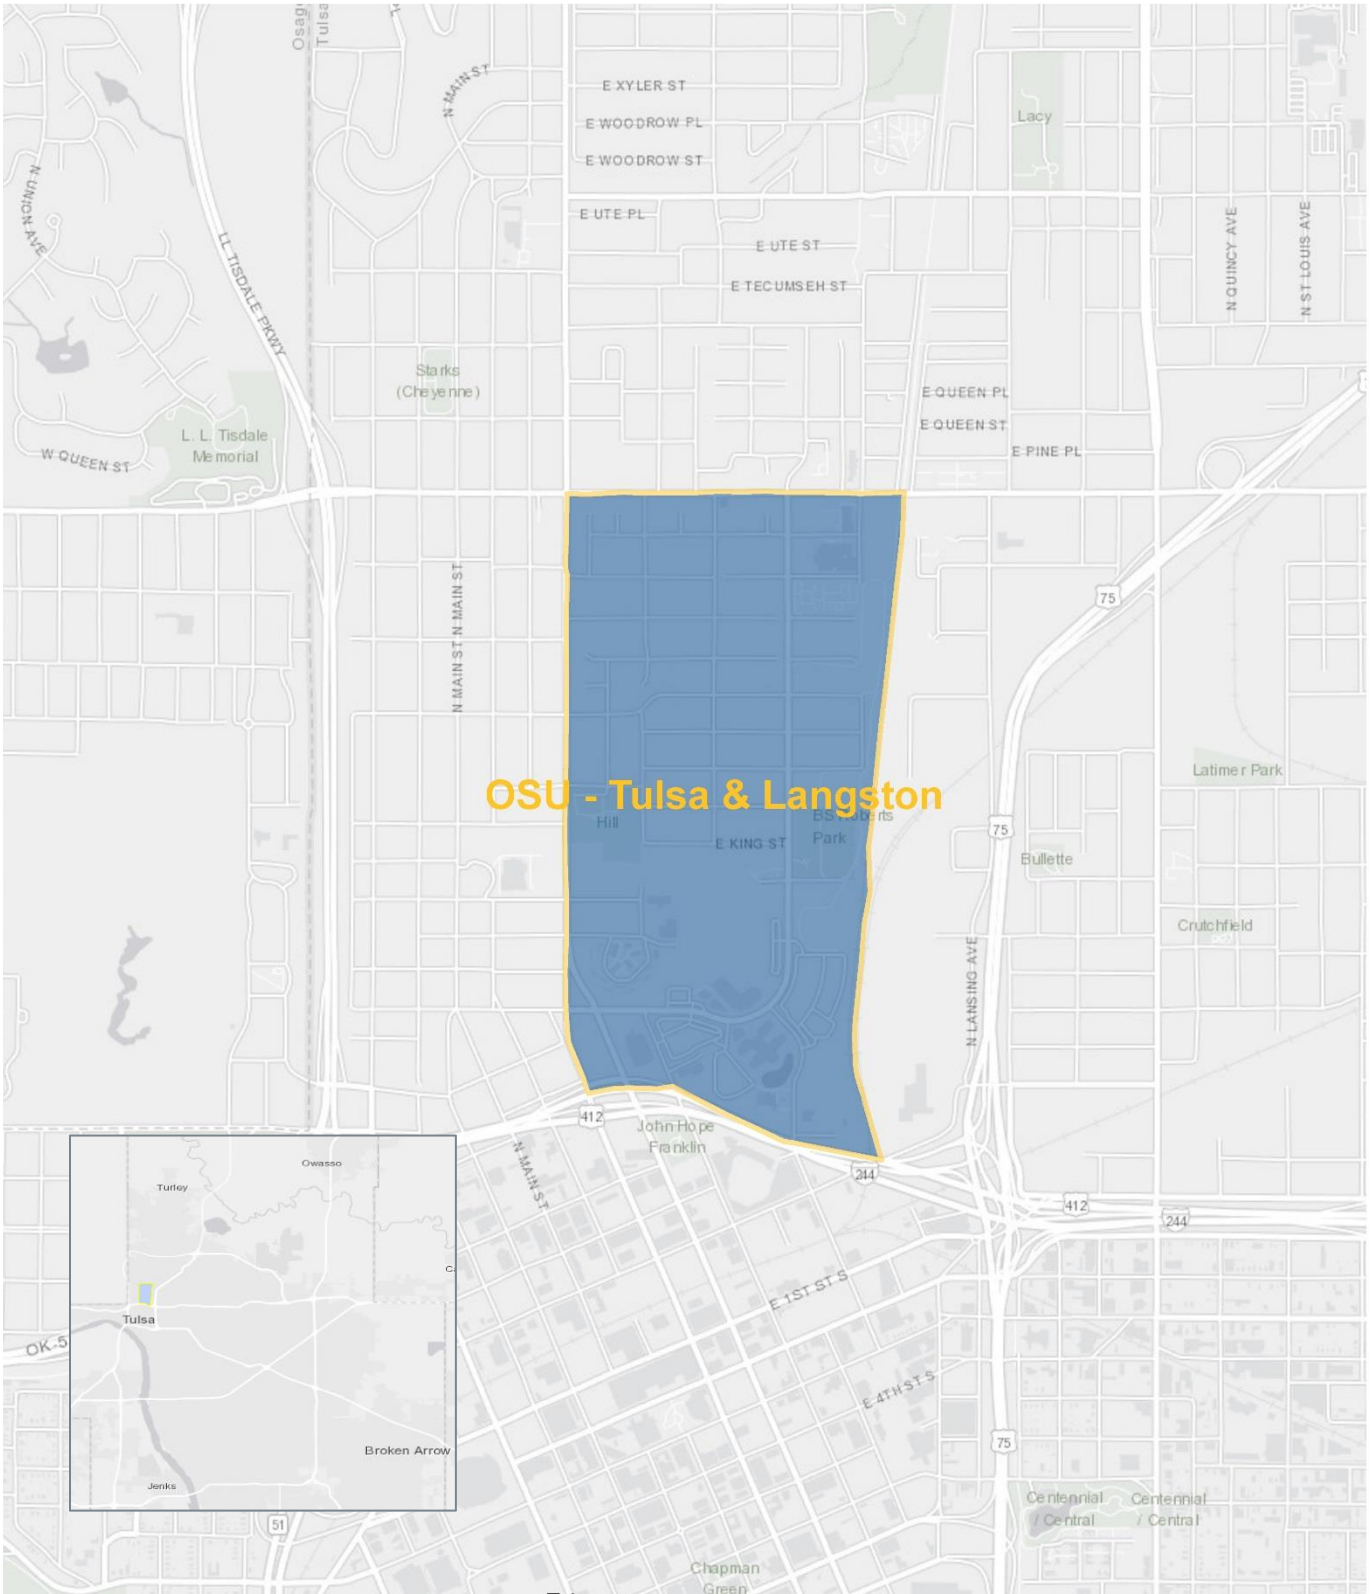 Osag
Tulsa
N MAIN ST
E XYLER ST
E WOODROW PL
E WOODROW ST
Lacy
N UNION AVE
E UTE PL
E UTE ST
E TECUMSEH ST
N QUINCY AVE
N ST LOUIS AVE
LL TISDALE PKWY
Starks
(Cheyenne)
E QUEEN PL
E QUEEN ST
E PINE PL
L. L. Tisdale
Memorial
W QUEEN ST
N MAIN ST
N MAIN ST
75
Latimer Park
OSU - Tulsa & Langston
Hill
BS Roberts
Park
E KING ST
75
Bullette
Crutchfield
N LANSING AVE
412
John Hope
Franklin
244
N MAIN ST
412
244
Owasso
Turley
Tulsa
Broken Arrow
Jenks
OK-5
E 1ST ST S
E 4TH ST S
75
51
Centennial
/ Central
Centennial
/ Central
Chapman
Green